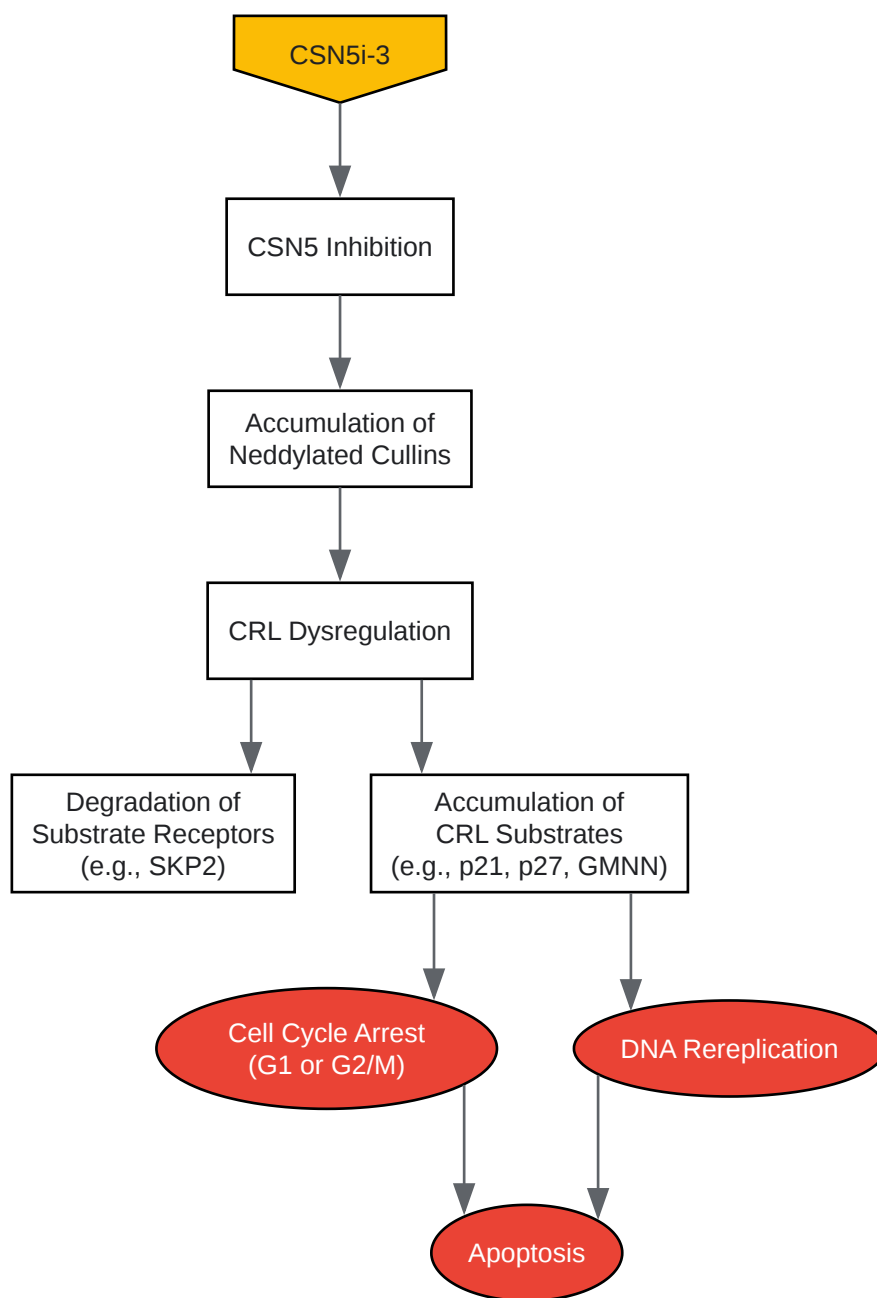 CSN5i-3
CSN5 Inhibition
Accumulation of
Neddylated Cullins
CRL Dysregulation
Degradation of
Substrate Receptors
(e.g., SKP2)
Accumulation of
CRL Substrates
(e.g., p21, p27, GMNN)
Cell Cycle Arrest
(G1 or G2/M)
DNA Rereplication
Apoptosis